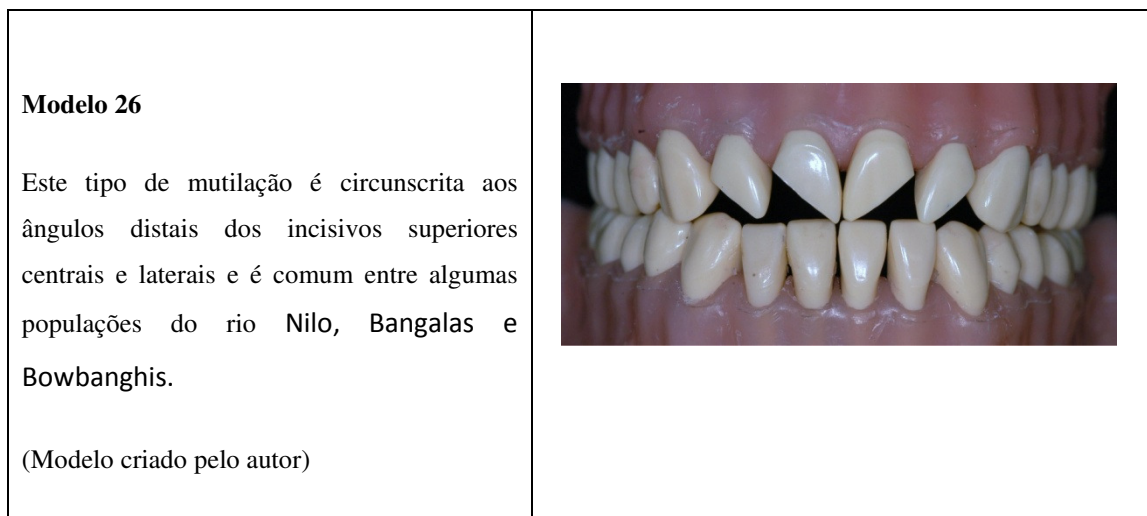 Modelo 26
Este tipo de mutilação é circunscrita aos
ângulos distais dos incisivos superiores
centrais e laterais e é comum entre algumas
populações do rio Nilo, Bangalas e
Bowbanghis.
(Modelo criado pelo autor)